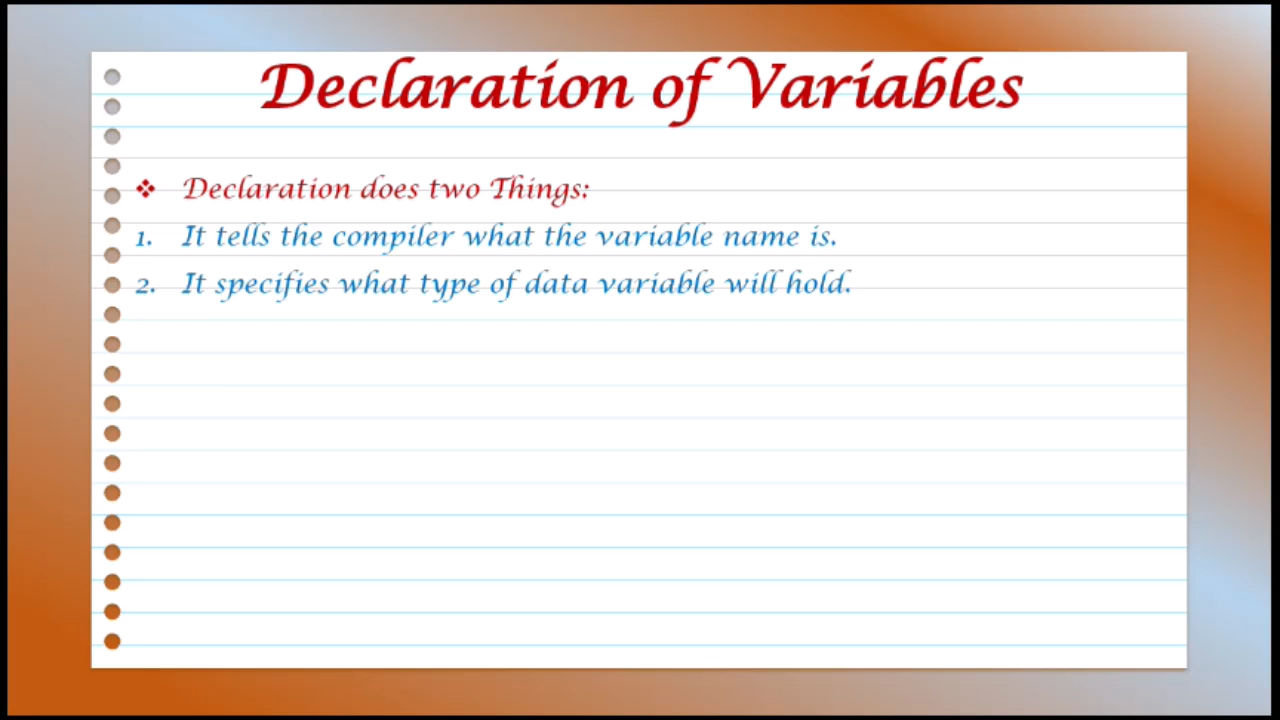 Declaration of Variables
❖ Declaration does two Things:
1. It tells the compiler what the variable name is.
2. It specifies what type of data variable will hold.